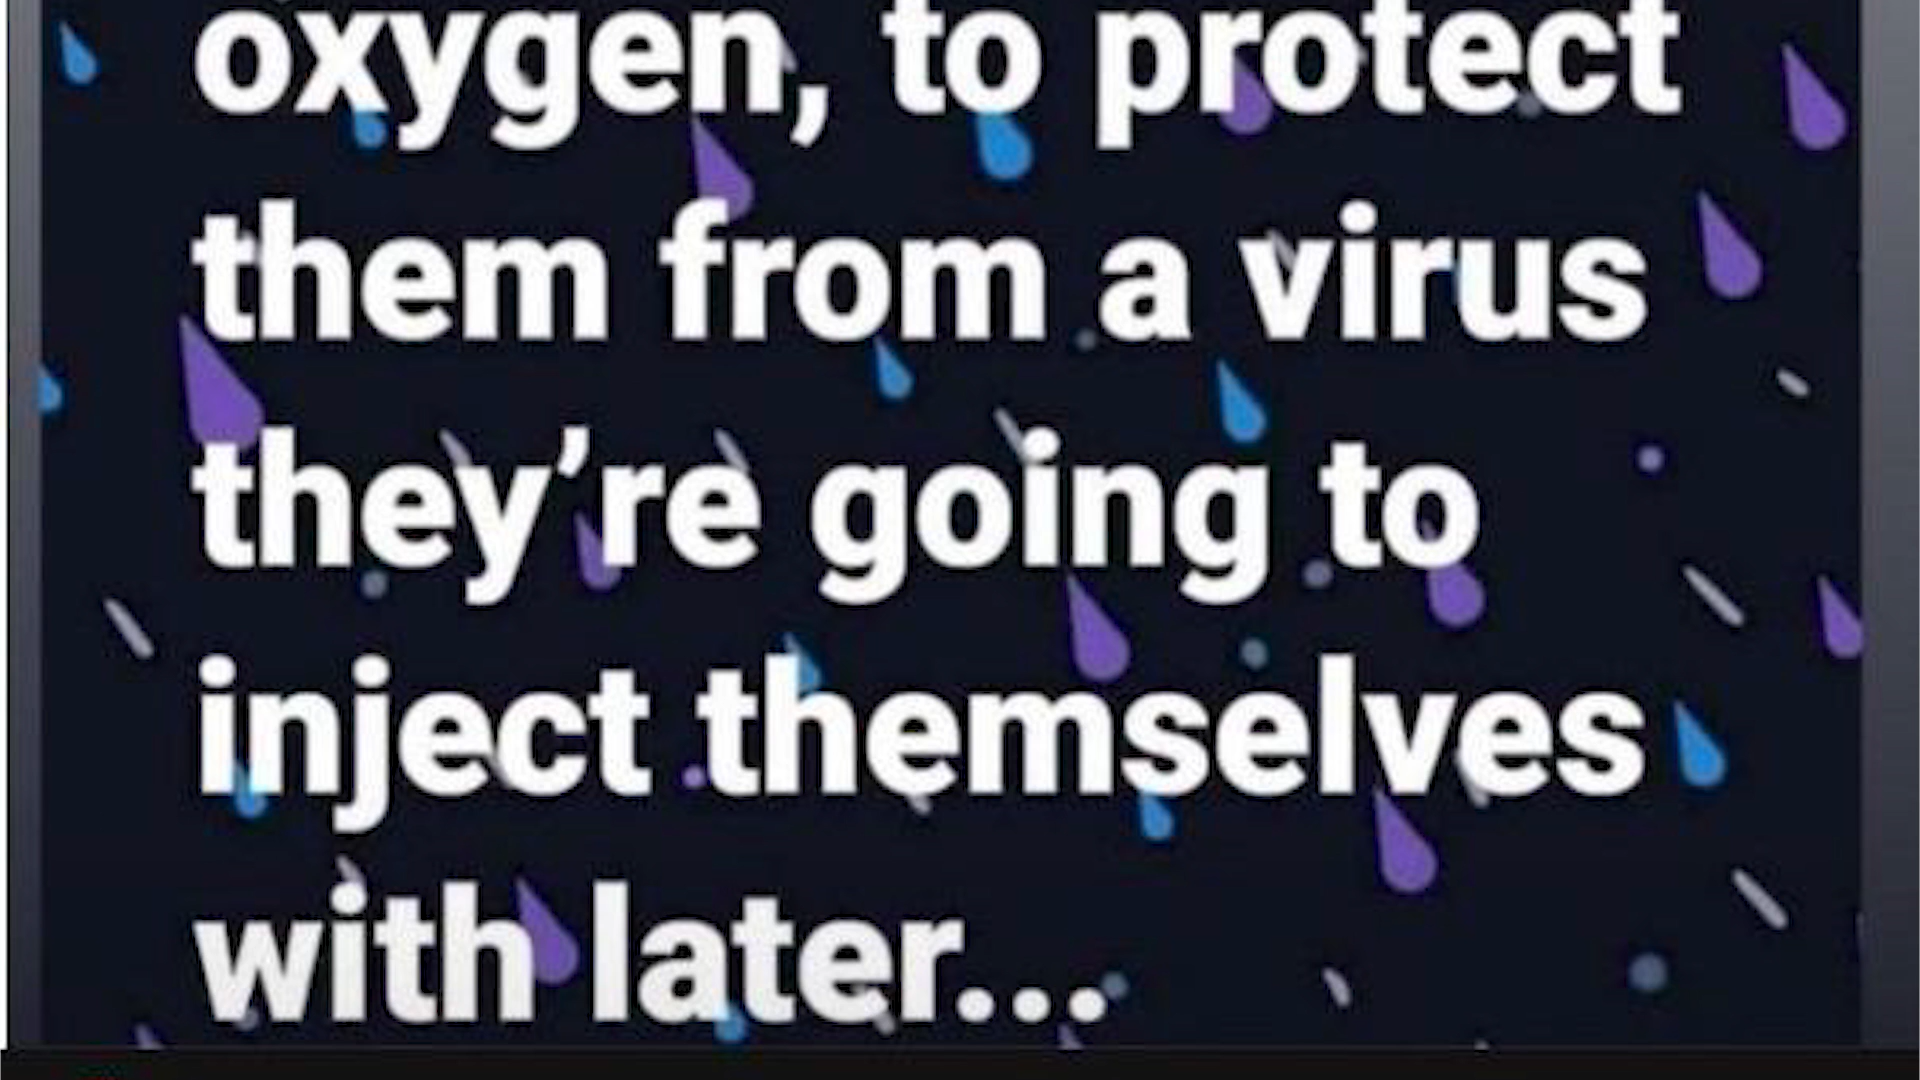 oxygen, to protect
them from a virus
they’re going to
inject themselves
with later...